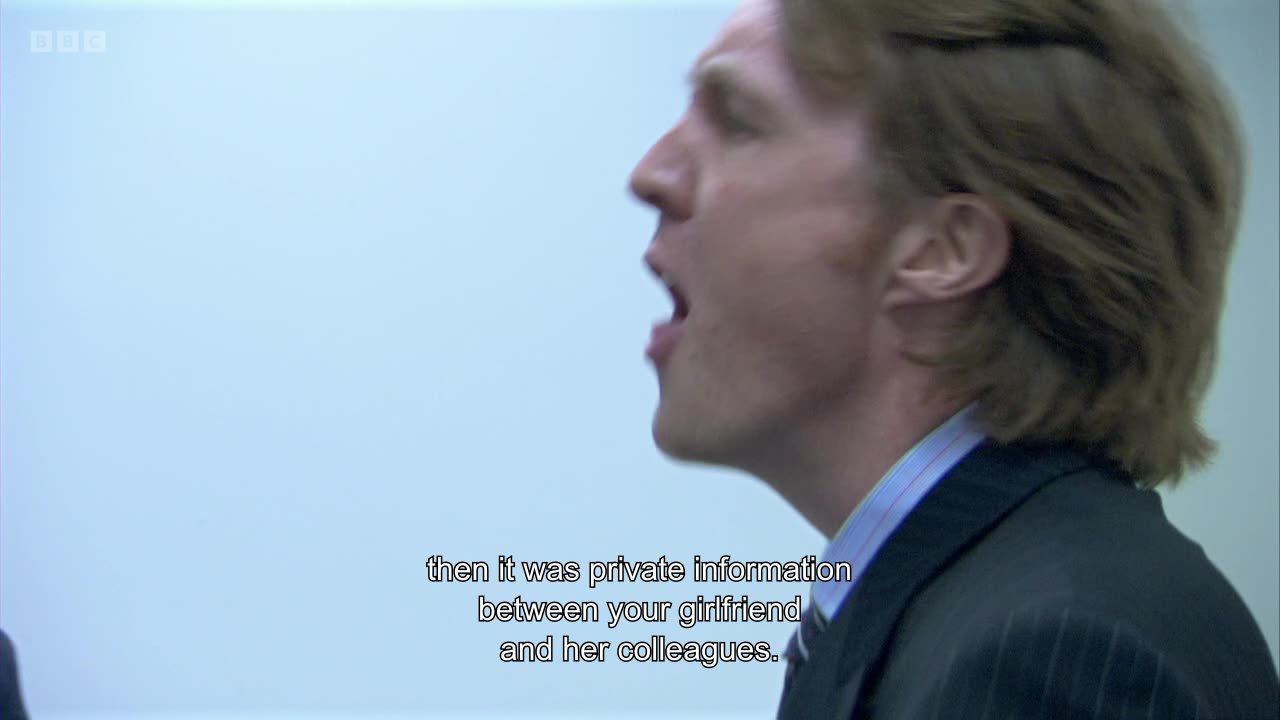 BBC
then it was private information
between your girlfriend
and her colleagues.